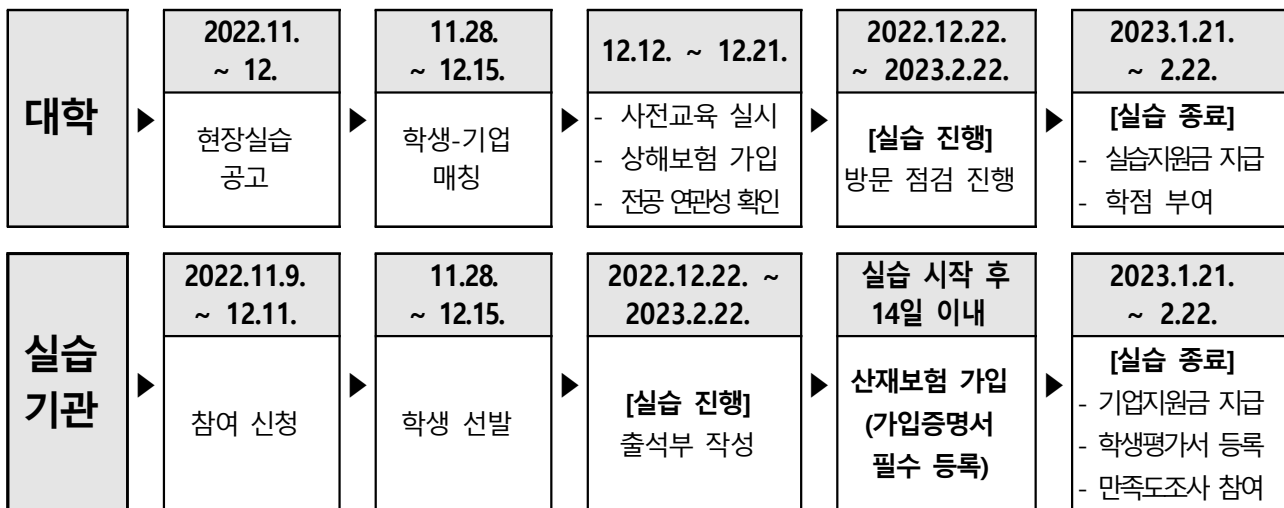 대학
▶
2022.11.
~ 12.
현장실습
공고
▶
11.28.
~ 12.15.
학생-기업
매칭
▶
12.12. ~ 12.21.
- 사전교육 실시
- 상해보험 가입
- 전공 연관성 확인
▶
2022.12.22.
~ 2023.2.22.
[실습 진행]
방문 점검 진행
▶
2023.1.21.
~ 2.22.
[실습 종료]
- 실습지원금 지급
- 학점 부여
실습
기관
▶
2022.11.9.
~ 12.11.
참여 신청
▶
11.28.
~ 12.15.
학생 선발
▶
2022.12.22. ~
2023.2.22.
[실습 진행]
출석부 작성
▶
실습 시작 후
14일 이내
산재보험 가입
(가입증명서
필수 등록)
▶
2023.1.21.
~ 2.22.
[실습 종료]
- 기업지원금 지급
- 학생평가서 등록
- 만족도조사 참여